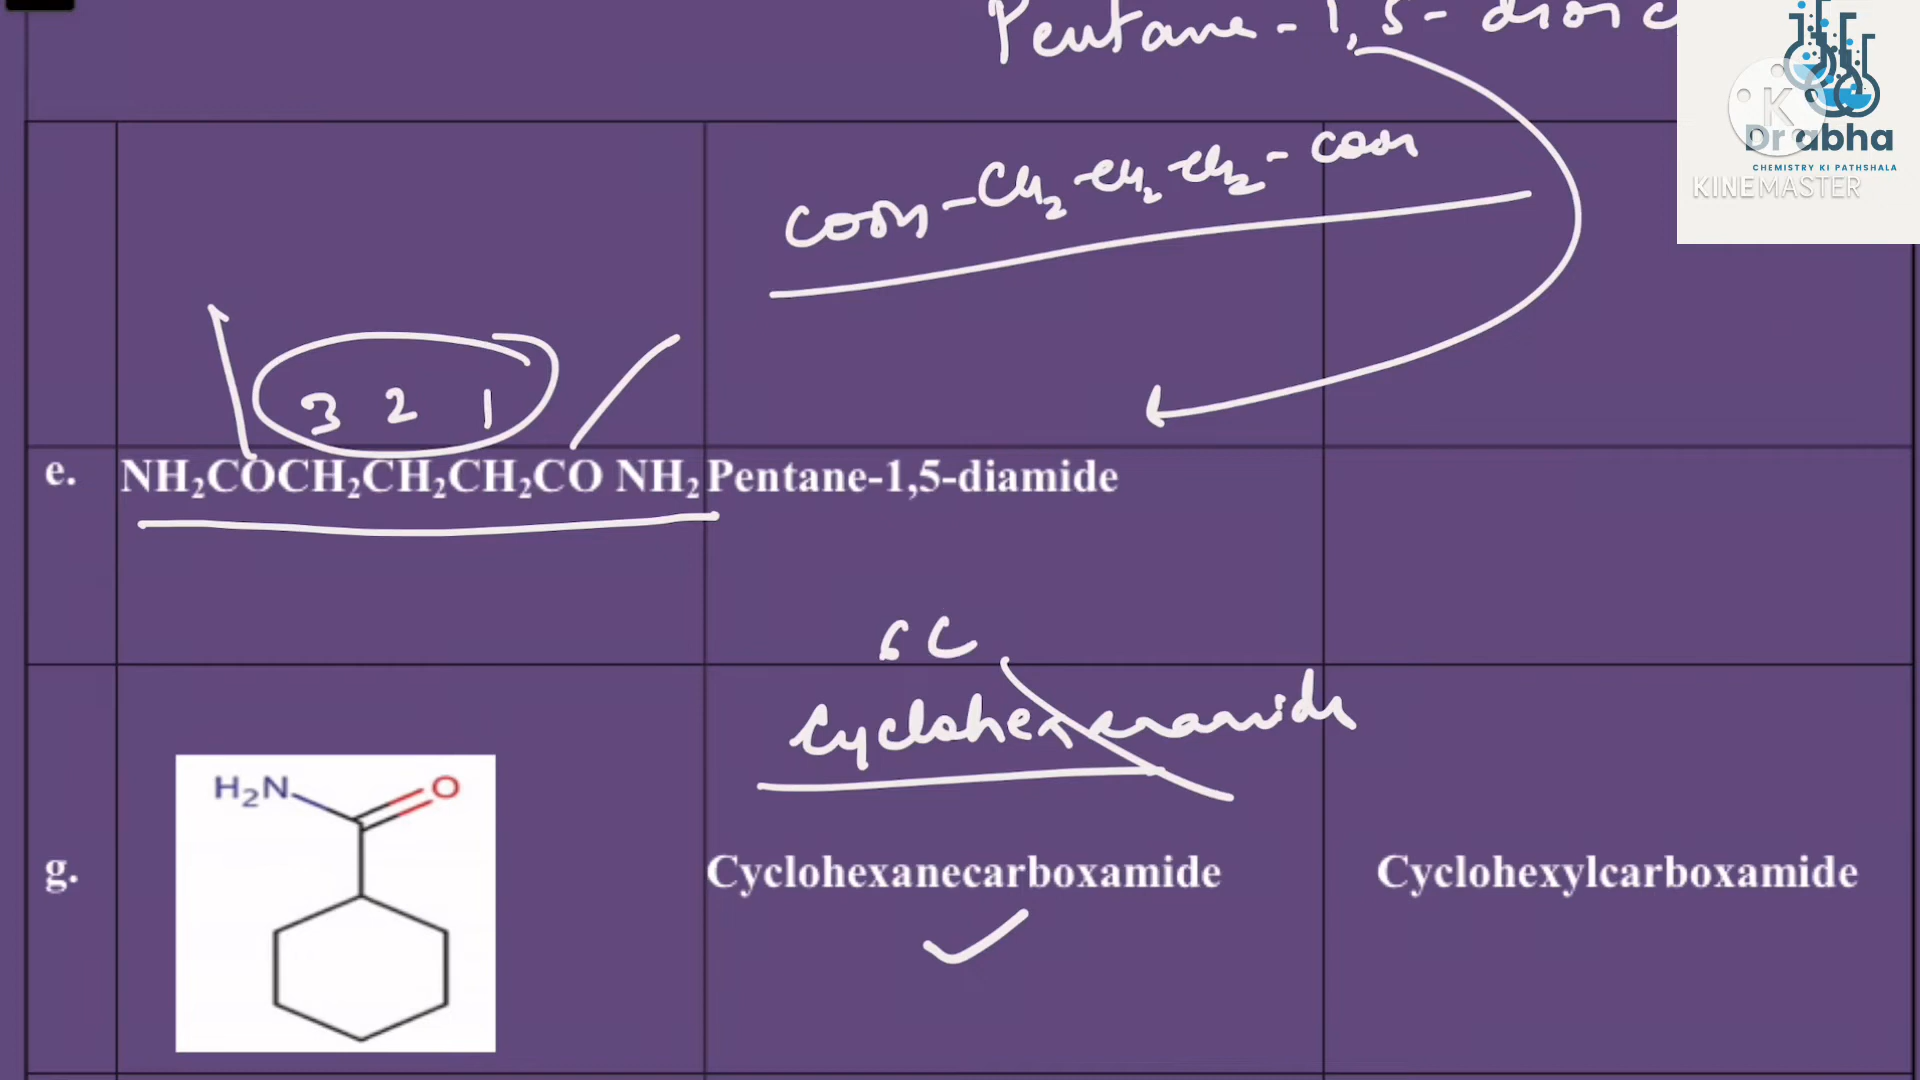 Pentane-1,5-dioic
Dr abha
CHEMISTRY KI PATHSHALA
K
KINEMASTER
COOH-CH₂-CH₂-CH₂-COOH
3 2 1
e. NH₂COCH₂CH₂CH₂CO NH₂ Pentane-1,5-diamide
6C
Cyclohexanamide
H₂N O
g. Cyclohexanecarboxamide Cyclohexylcarboxamide